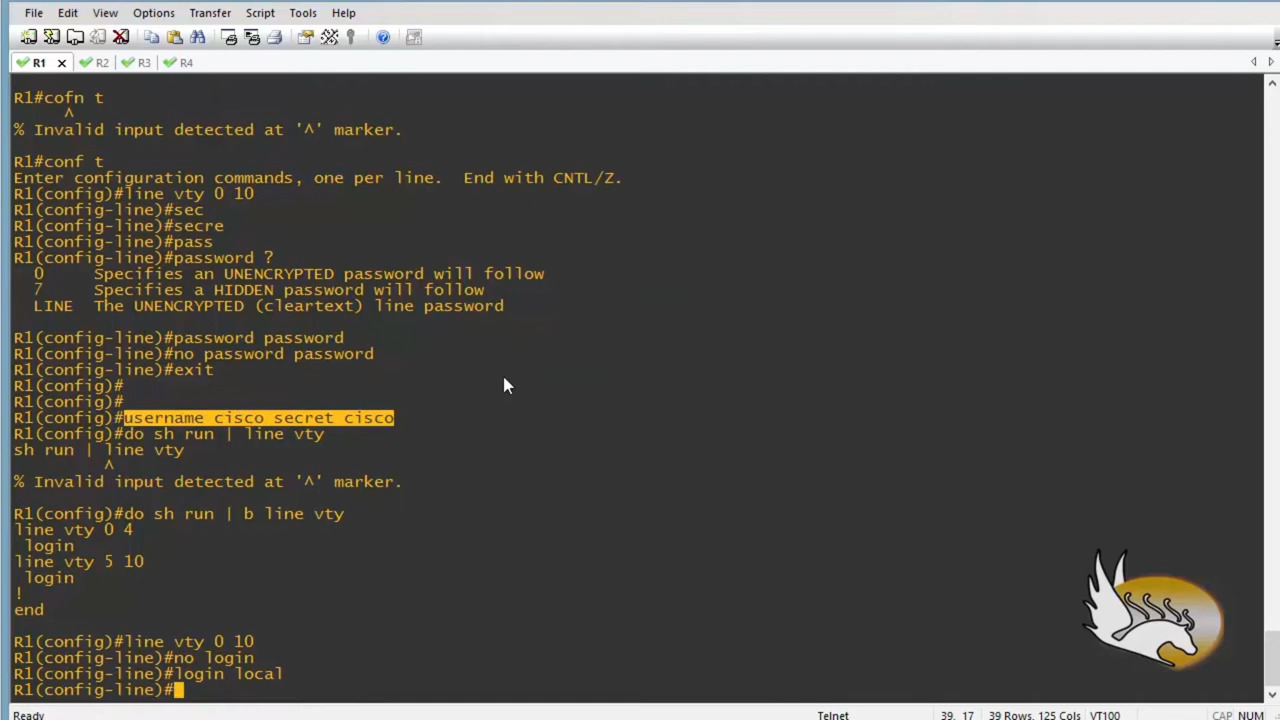 File Edit View Options Transfer Script Tools Help
R1 x R2 R3 R4
R1#cofn t
^
% Invalid input detected at '^' marker.
R1#conf t
Enter configuration commands, one per line.  End with CNTL/Z.
R1(config)#line vty 0 10
R1(config-line)#sec
R1(config-line)#secre
R1(config-line)#pass
R1(config-line)#password ?
0 Specifies an UNENCRYPTED password will follow
7 Specifies a HIDDEN password will follow
LINE The UNENCRYPTED (cleartext) line password
R1(config-line)#password password
R1(config-line)#no password password
R1(config-line)#exit
R1(config)#
R1(config)#
R1(config)#username cisco secret cisco
R1(config)#do sh run | line vty
sh run | line vty
^
% Invalid input detected at '^' marker.
R1(config)#do sh run | b line vty
line vty 0 4
login
line vty 5 10
login
!
end
R1(config)#line vty 0 10
R1(config-line)#no login
R1(config-line)#login local
R1(config-line)#
Ready Telnet 39, 17 39 Rows, 125 Cols VT100 CAP NUM